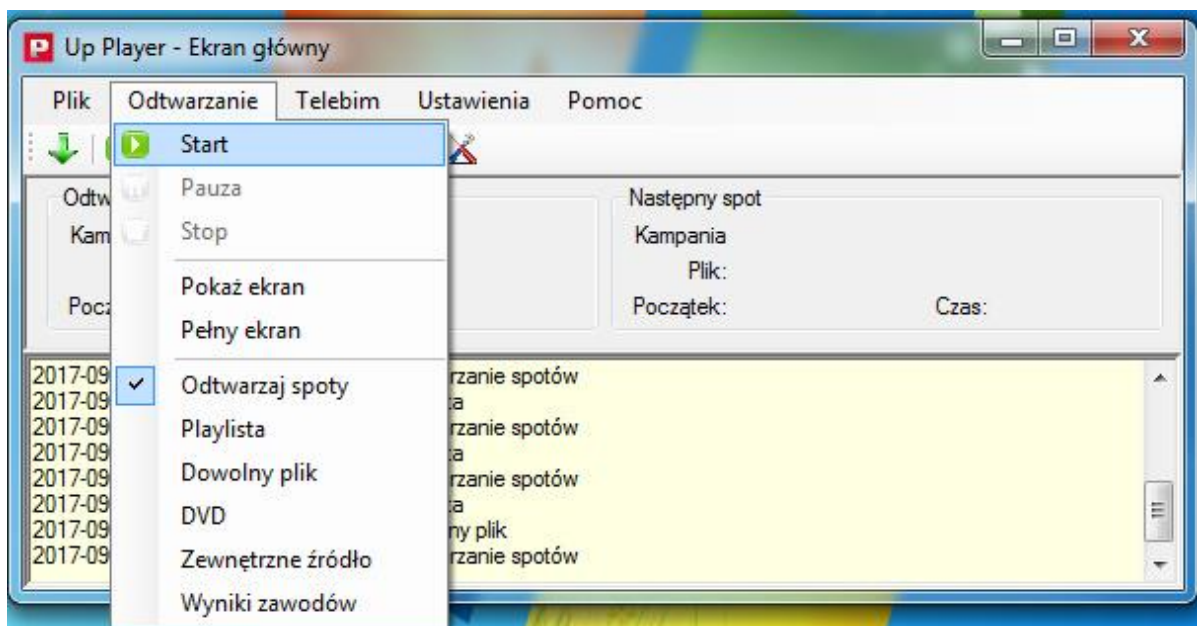 Up Player - Ekran główny
Plik Odtwarzanie Telebim Ustawienia Pomoc
Start
Pauza
Stop
Pokaż ekran
Pełny ekran
Odtwarzaj spoty
Playlista
Dowolny plik
DVD
Zewnętrzne źródło
Wyniki zawodów
Następny spot
Kampania
Plik:
Początek: Czas:
2017-09 rzanie spotów
2017-09
2017-09 rzanie spotów
2017-09
2017-09 rzanie spotów
2017-09
2017-09 ny plik
2017-09 rzanie spotów